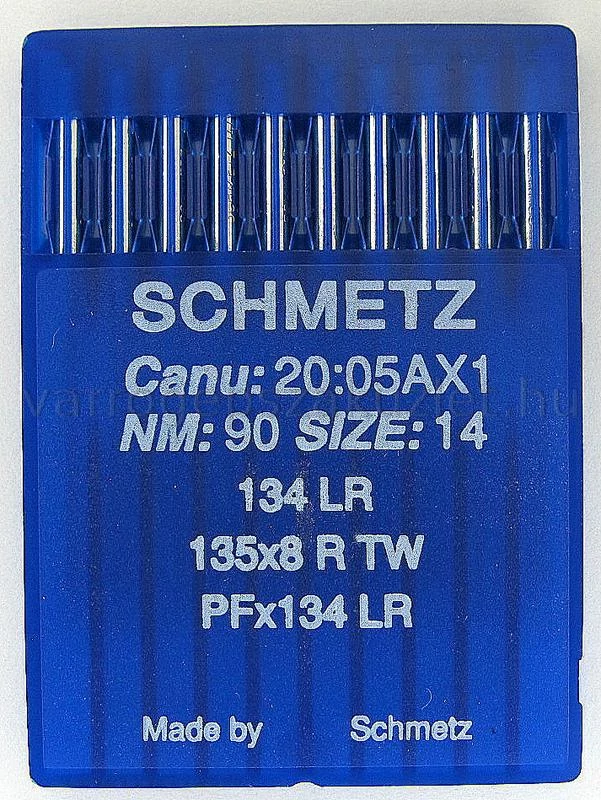 SCHMETZ
Canu: 20:05AX1
NM: 90 SIZE: 14
134 LR
135x8 R TW
PFx134 LR
Made by Schmetz